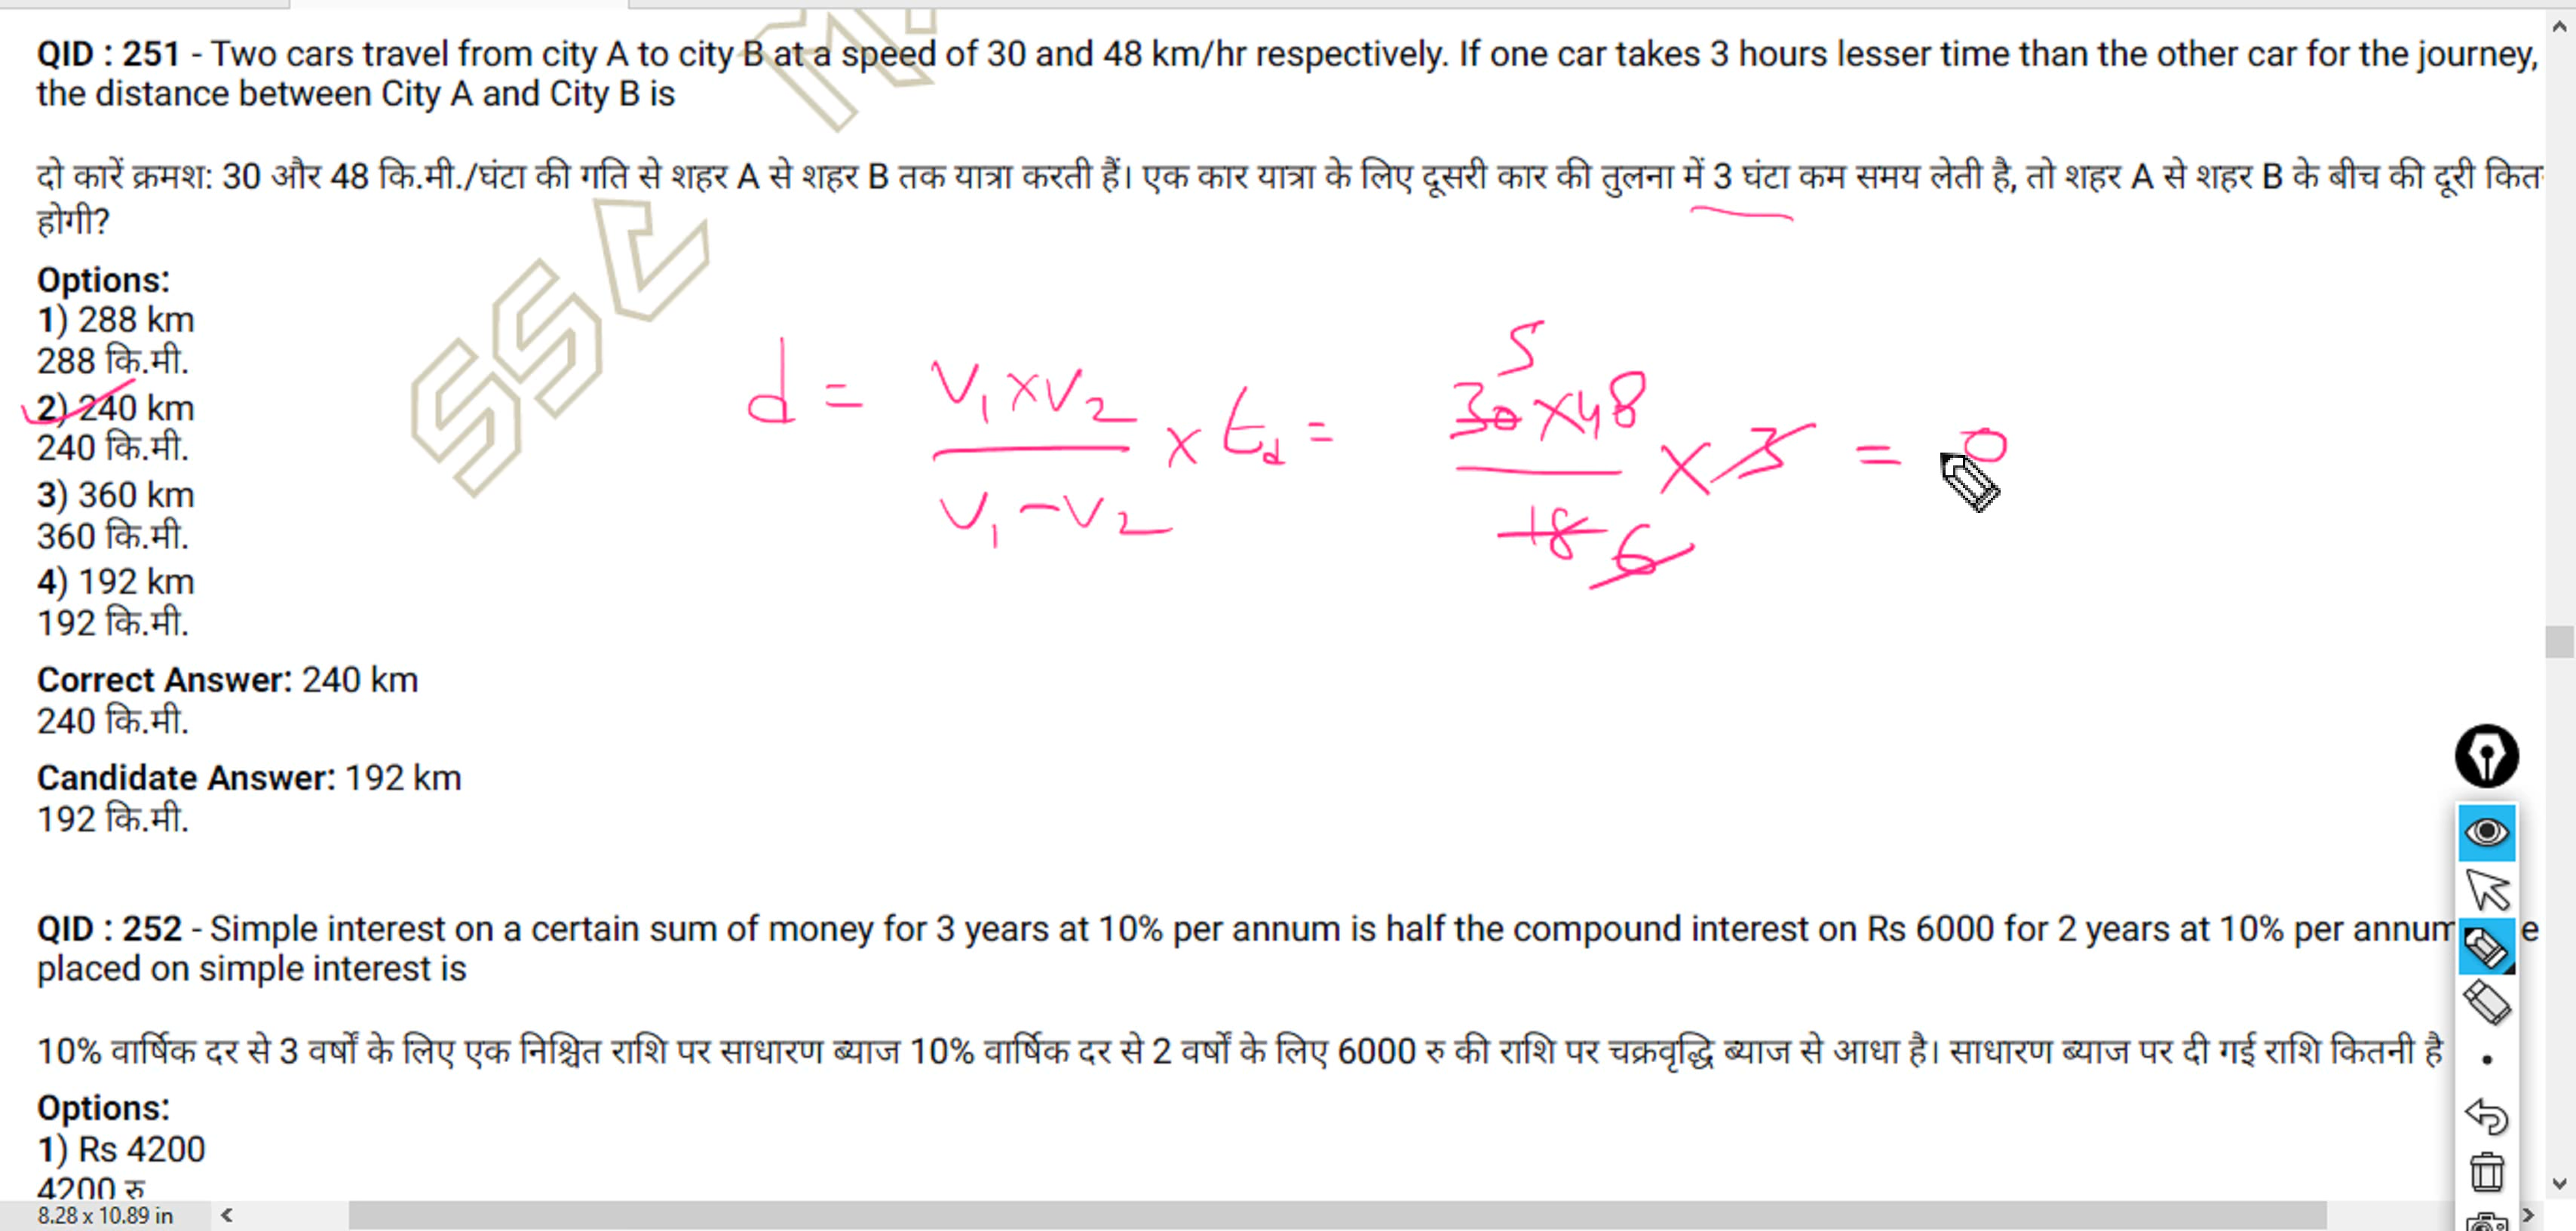 QID : 251 - Two cars travel from city A to city B at a speed of 30 and 48 km/hr respectively. If one car takes 3 hours lesser time than the other car for the journey,
the distance between City A and City B is
दो कारें क्रमश: 30 और 48 कि.मी./घंटा की गति से शहर A से शहर B तक यात्रा करती हैं। एक कार यात्रा के लिए दूसरी कार की तुलना में 3 घंटा कम समय लेती है, तो शहर A से शहर B के बीच की दूरी कित
होगी?
SSC
Options:
1) 288 km
288 कि.मी.
2) 240 km
240 कि.मी.
3) 360 km
360 कि.मी.
4) 192 km
192 कि.मी.
5
d = V1 x V2 x td = 30 x 48 x 3 = 0
V1 - V2
18 6
Correct Answer: 240 km
240 कि.मी.
Candidate Answer: 192 km
192 कि.मी.
QID : 252 - Simple interest on a certain sum of money for 3 years at 10% per annum is half the compound interest on Rs 6000 for 2 years at 10% per annum e
placed on simple interest is
10% वार्षिक दर से 3 वर्षों के लिए एक निश्चित राशि पर साधारण ब्याज 10% वार्षिक दर से 2 वर्षों के लिए 6000 रु की राशि पर चक्रवृद्धि ब्याज से आधा है। साधारण ब्याज पर दी गई राशि कितनी है
Options:
1) Rs 4200
4200 रु
8.28 x 10.89 in